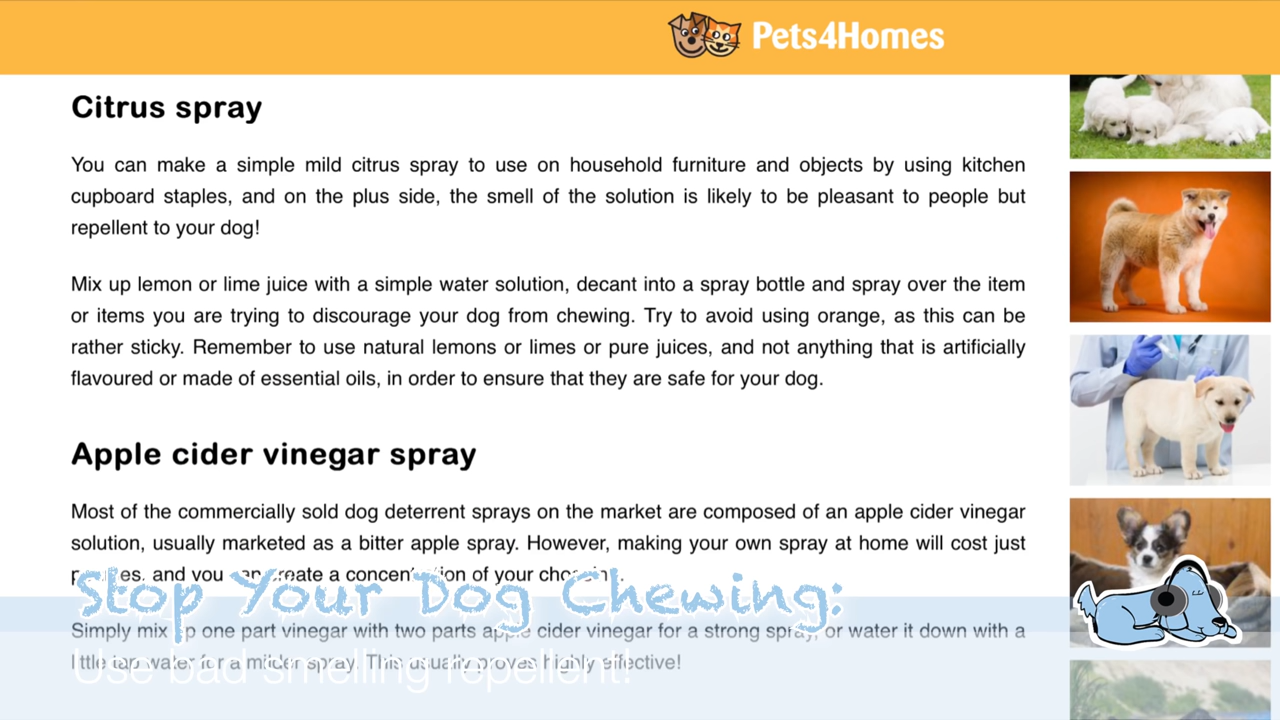 Pets4Homes
Citrus spray
You can make a simple mild citrus spray to use on household furniture and objects by using kitchen
cupboard staples, and on the plus side, the smell of the solution is likely to be pleasant to people but
repellent to your dog!
Mix up lemon or lime juice with a simple water solution, decant into a spray bottle and spray over the item
or items you are trying to discourage your dog from chewing. Try to avoid using orange, as this can be
rather sticky. Remember to use natural lemons or limes or pure juices, and not anything that is artificially
flavoured or made of essential oils, in order to ensure that they are safe for your dog.
Apple cider vinegar spray
Most of the commercially sold dog deterrent sprays on the market are composed of an apple cider vinegar
solution, usually marketed as a bitter apple spray. However, making your own spray at home will cost just
and you can create a concentration of your
Stop Your Dog Chewing:
Simply mix up one part vinegar with two parts apple cider vinegar for a strong spray, or water it down with a
little tap water for a milder spray. This usually proves highly effective!
Use bad smelling repellent!